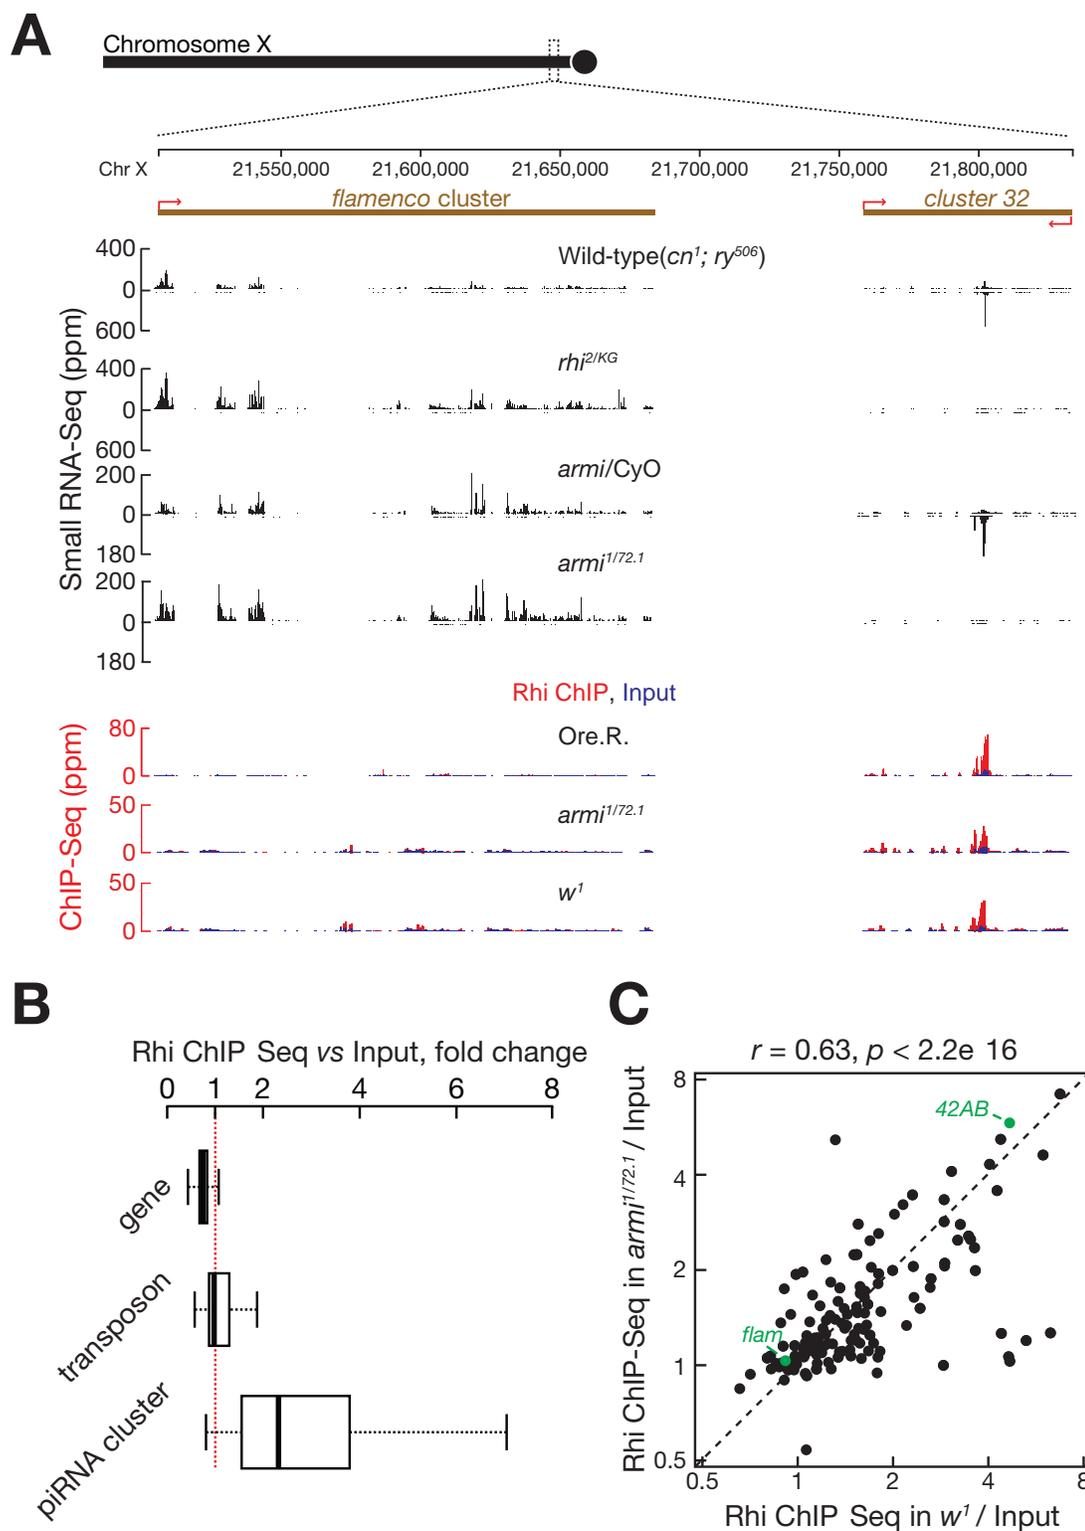 A
Chromosome X
Chr X 21,550,000 21,600,000 21,650,000 21,700,000 21,750,000 21,800,000
flamenco cluster cluster 32
Small RNA-Seq (ppm)
400 Wild-type(cn1; ry506)
0
600
rhi2/KG
400
0
600
armi/CyO
200
0
180
armi1/72.1
200
0
180
Rhi ChIP, Input
ChIP-Seq (ppm)
80 Ore.R.
0
50 armi1/72.1
0
50 w1
0
B
Rhi ChIP Seq vs Input, fold change
0 1 2 4 6 8
gene
transposon
piRNA cluster
C
r = 0.63, p < 2.2e 16
Rhi ChIP-Seq in armi1/72.1 / Input
8
42AB
4
2
flam
1
0.5
0.5 1 2 4 8
Rhi ChIP Seq in w1 / Input